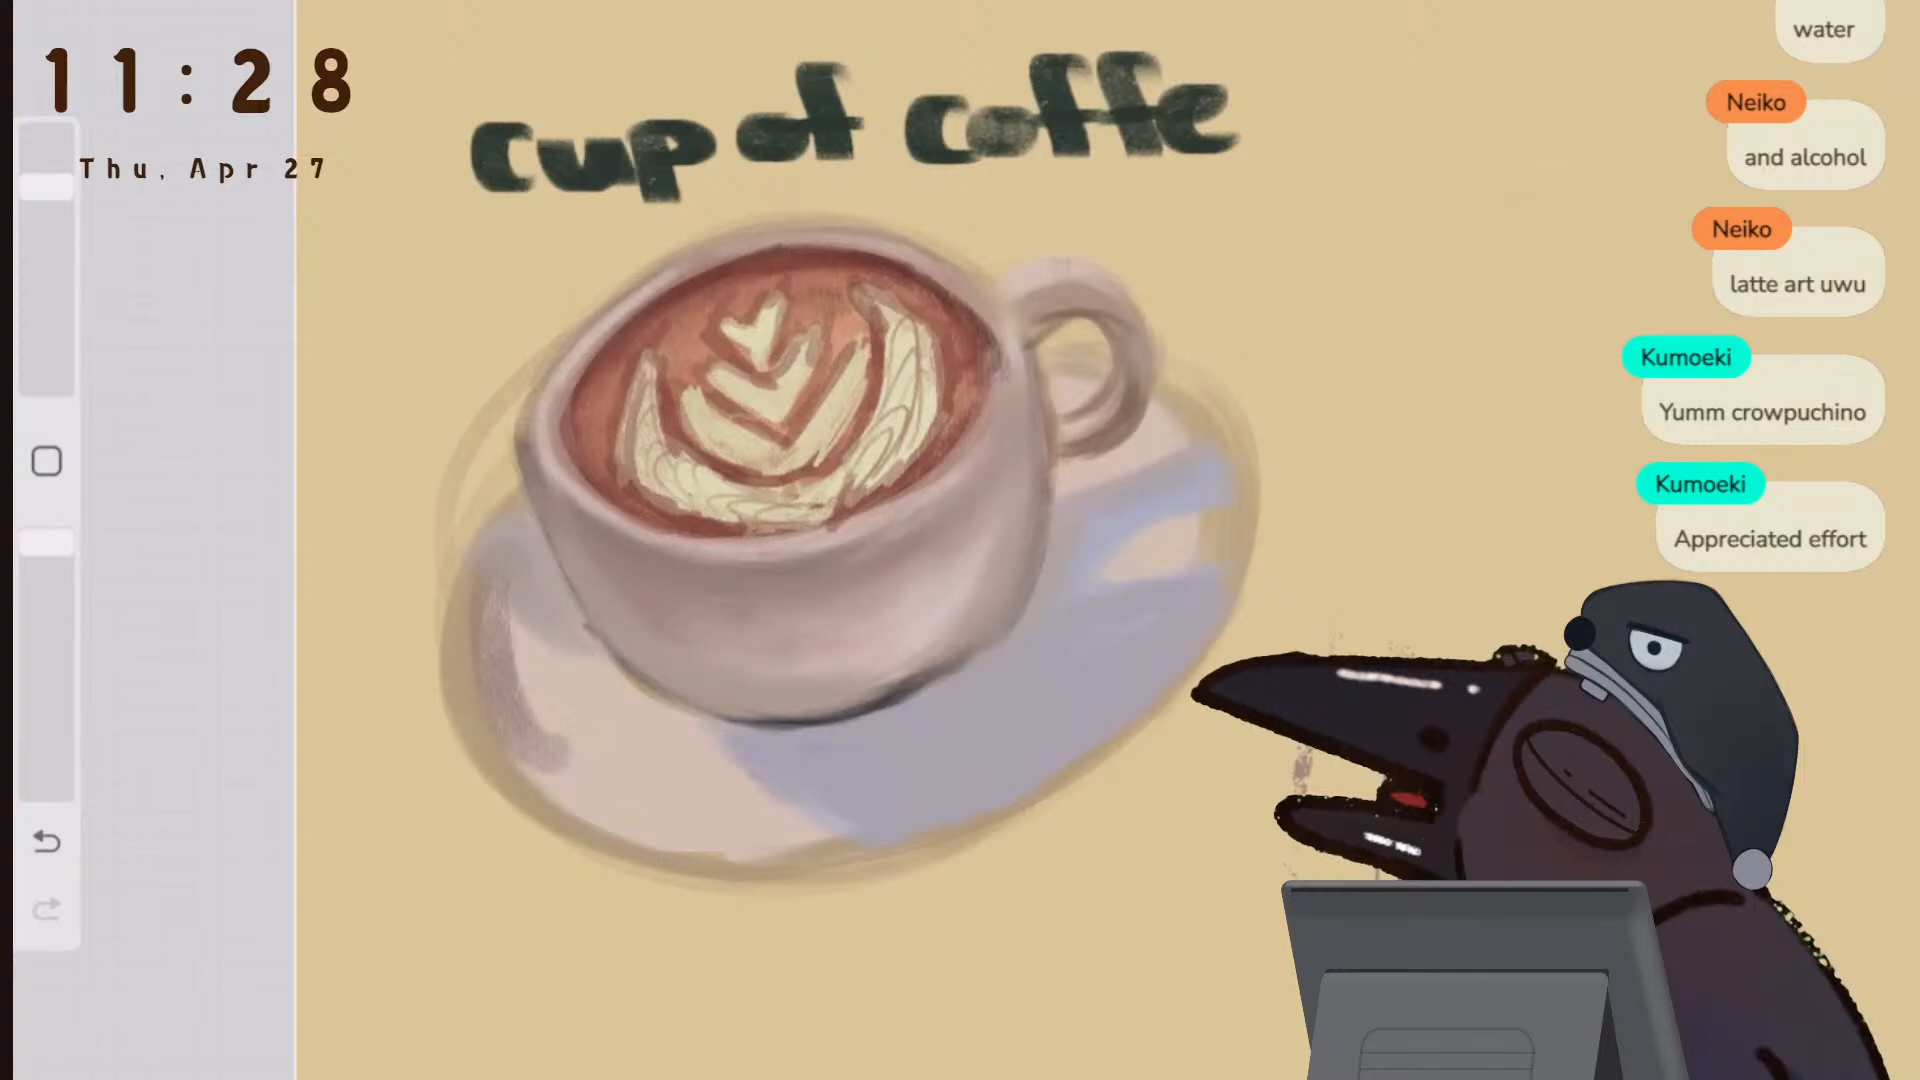 11:28
Thu, Apr 27
Cup of Coffe
water
Neiko
and alcohol
Neiko
latte art uwu
Kumoeki
Yumm crowpuchino
Kumoeki
Appreciated effort